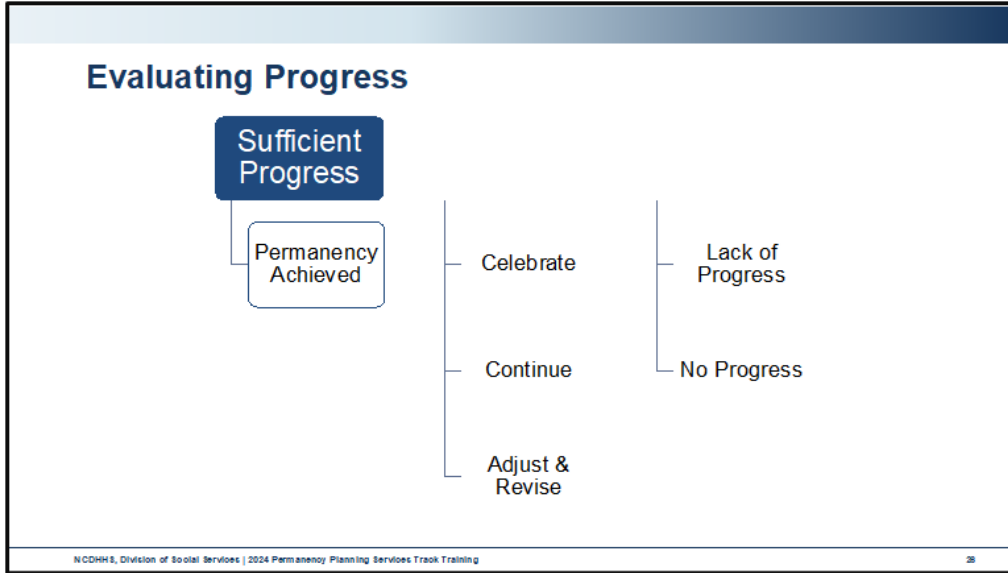 Evaluating Progress
Sufficient
Progress
Permanency
Achieved
Celebrate
Continue
Adjust &
Revise
Lack of
Progress
No Progress
NCDHHS, Division of Social Services | 2024 Permanency Planning Services Track Training
28